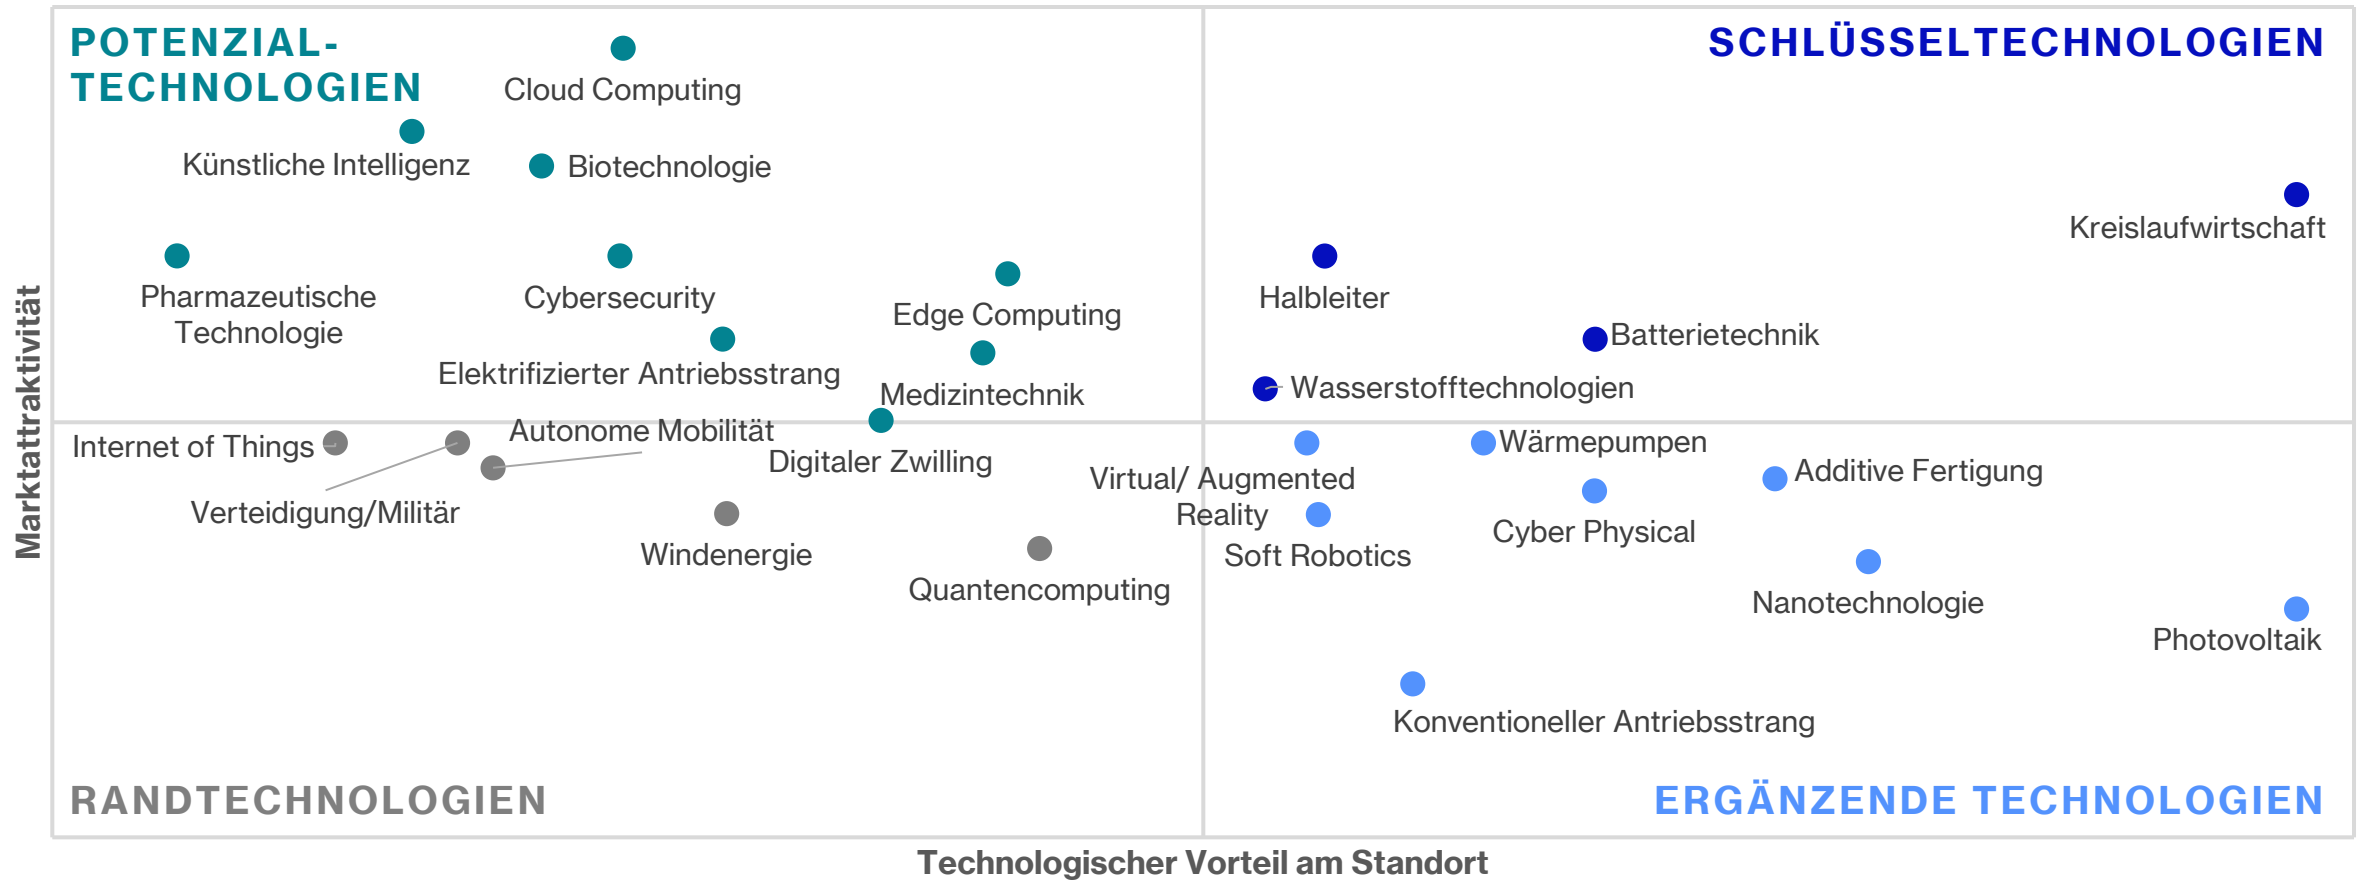 POTENZIAL-
TECHNOLOGIEN
SCHLÜSSELTECHNOLOGIEN
Cloud Computing
Künstliche Intelligenz
Biotechnologie
Kreislaufwirtschaft
Pharmazeutische
Technologie
Cybersecurity
Edge Computing
Halbleiter
Batterietechnik
Elektrifizierter Antriebsstrang
Medizintechnik
Wasserstofftechnologien
Marktattraktivität
Internet of Things
Autonome Mobilität
Digitaler Zwilling
Verteidigung/Militär
Windenergie
Quantencomputing
Virtual/ Augmented
Reality
Wärmepumpen
Additive Fertigung
Cyber Physical
Soft Robotics
Nanotechnologie
Photovoltaik
Konventioneller Antriebsstrang
RANDTECHNOLOGIEN
ERGÄNZENDE TECHNOLOGIEN
Technologischer Vorteil am Standort